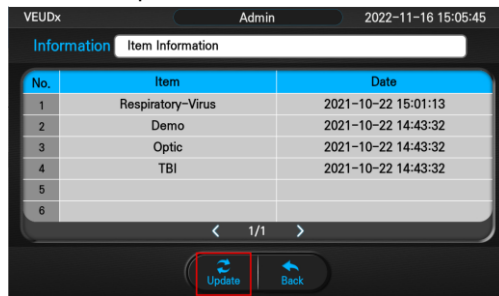 VEUDx Admin 2022-11-16 15:05:45
Information Item Information
No. Item Date
1 Respiratory-Virus 2021-10-22 15:01:13
2 Demo 2021-10-22 14:43:32
3 Optic 2021-10-22 14:43:32
4 TBI 2021-10-22 14:43:32
5
6
< 1/1 >
Update Back